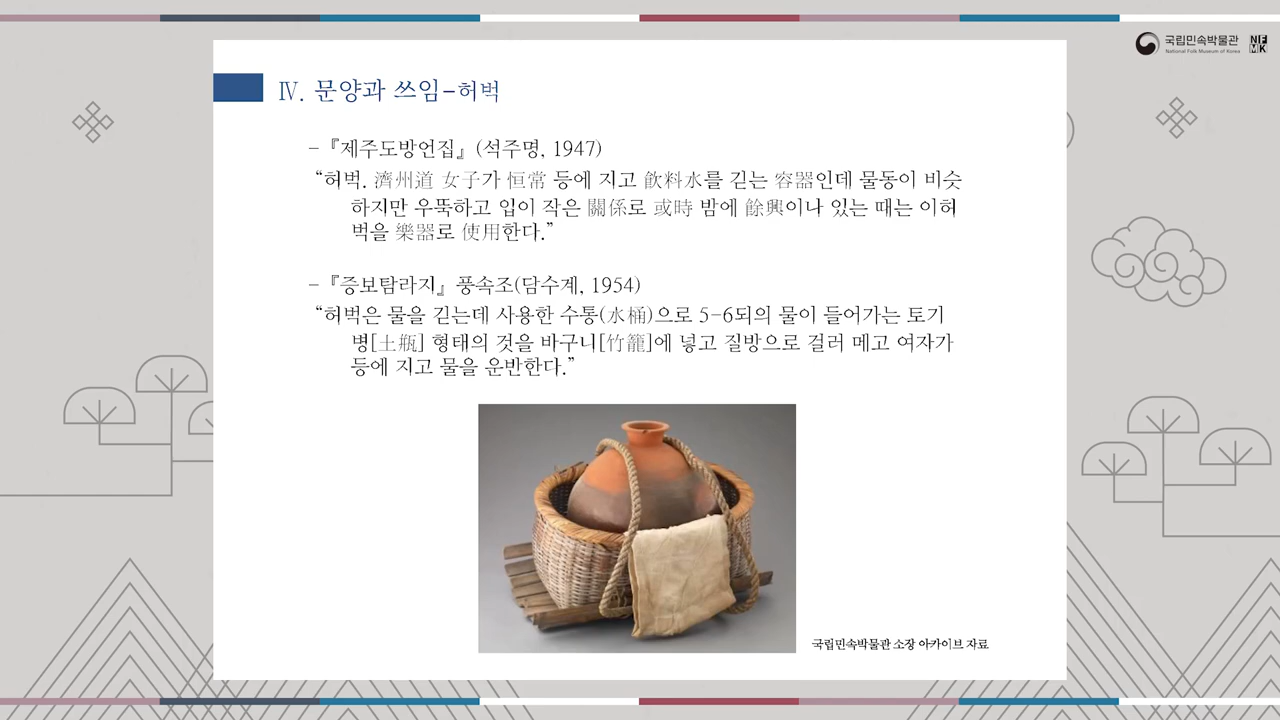 국립민속박물관
National Folk Museum of Korea
NF
MK
Ⅳ. 문양과 쓰임-허벅
-『제주도방언집』(석주명, 1947)
“허벅. 濟州道 女子가 恒常 등에 지고 飮料水를 긷는 容器인데 물동이 비슷
하지만 우뚝하고 입이 작은 關係로 或時 밤에 餘興이나 있는 때는 이허
벅을 樂器로 使用한다.”
-『증보탐라지』 풍속조(담수계, 1954)
“허벅은 물을 긷는데 사용한 수통(水桶)으로 5-6되의 물이 들어가는 토기
병[土甁] 형태의 것을 바구니[竹籠]에 넣고 질방으로 걸러 메고 여자가
등에 지고 물을 운반한다.”
국립민속박물관 소장 아카이브 자료